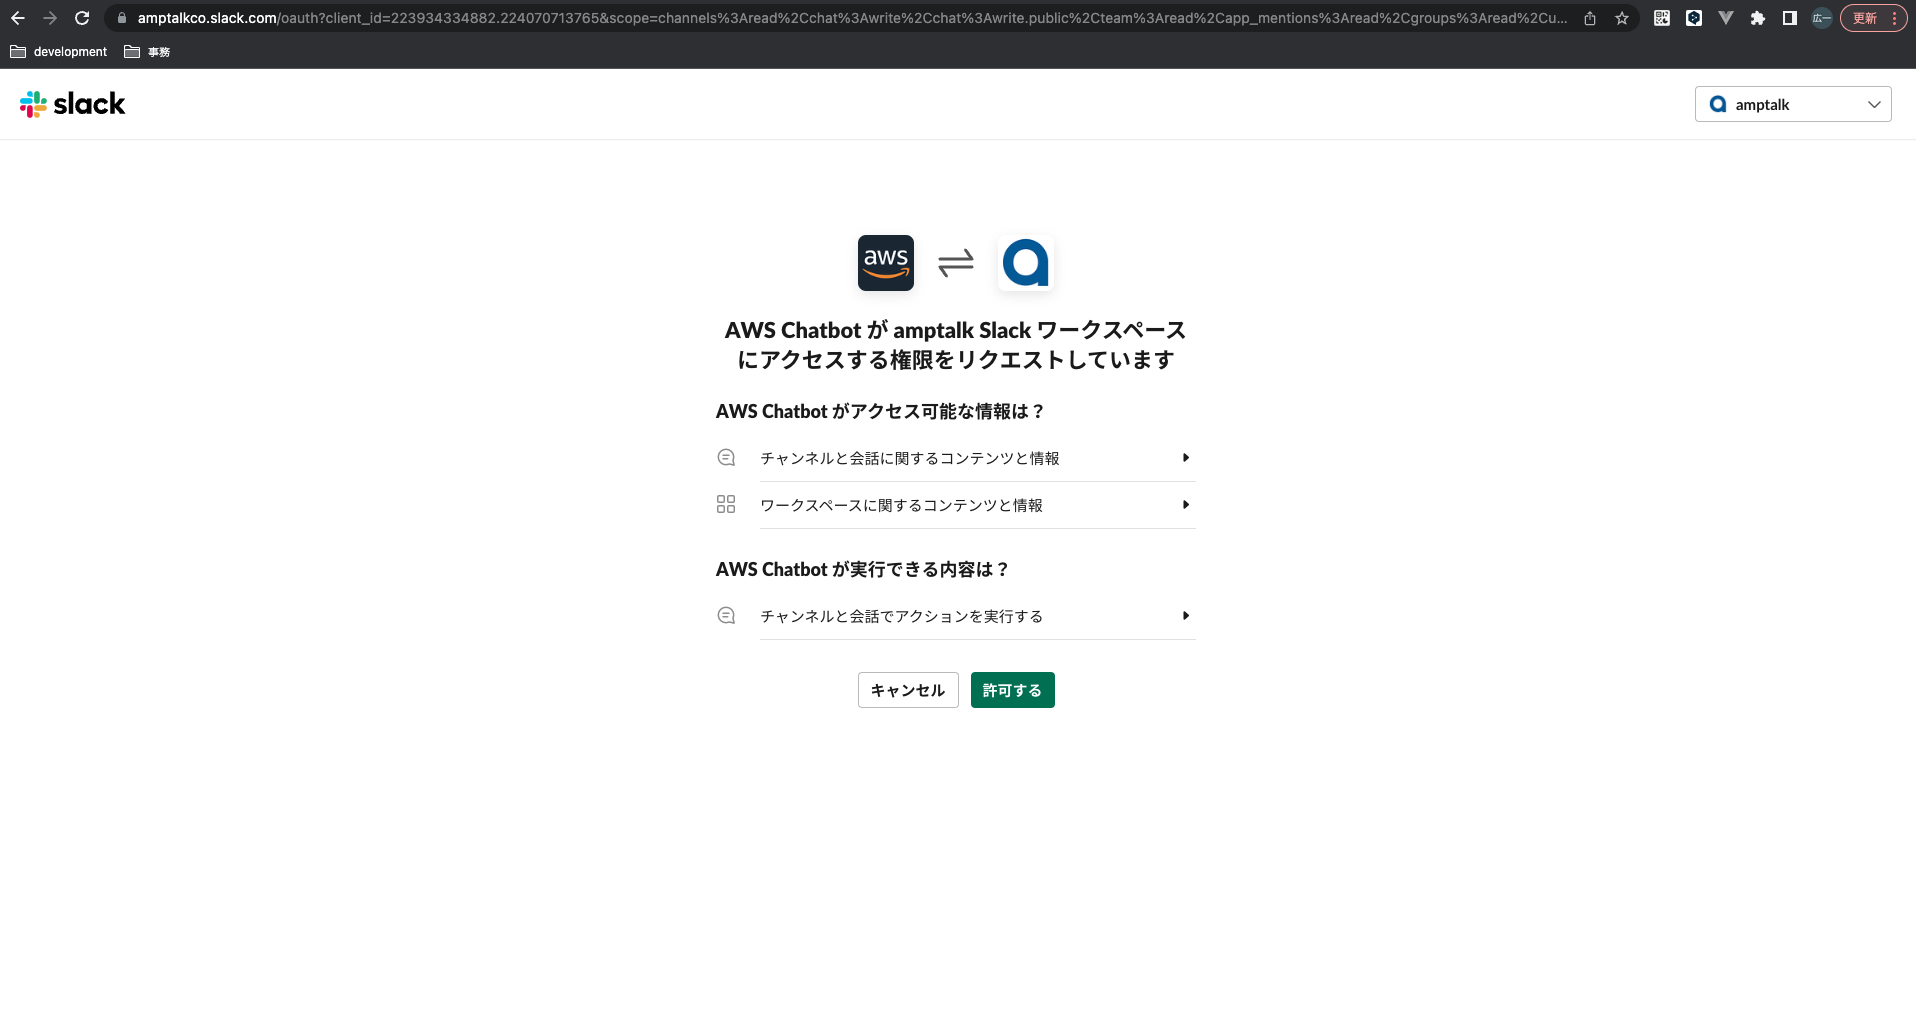 amptalkco.slack.com/oauth?client_id=223934334882.224070713765&scope=channels%3Aread%2Cchat%3Awrite%2Cchat%3Awrite.public%2Cteam%3Aread%2Capp_mentions%3Aread%2Cgroups%3Aread%2Cu...
広一
更新
development
事務
slack
amptalk
aws
AWS Chatbot が amptalk Slack ワークスペース
にアクセスする権限をリクエストしています
AWS Chatbot がアクセス可能な情報は？
チャンネルと会話に関するコンテンツと情報
ワークスペースに関するコンテンツと情報
AWS Chatbot が実行できる内容は？
チャンネルと会話でアクションを実行する
キャンセル
許可する